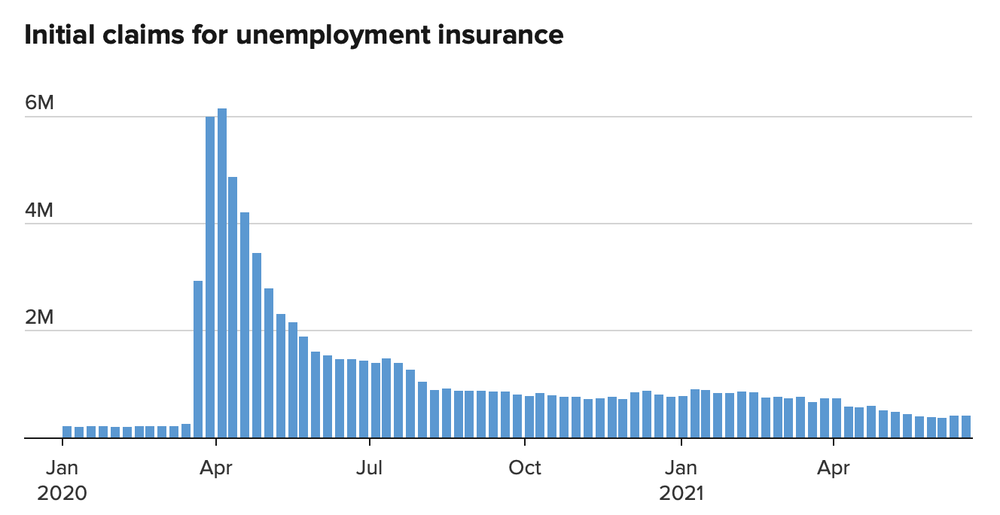 Initial claims for unemployment insurance
6M
4M
2M
Jan Apr Jul Oct Jan Apr
2020 2021